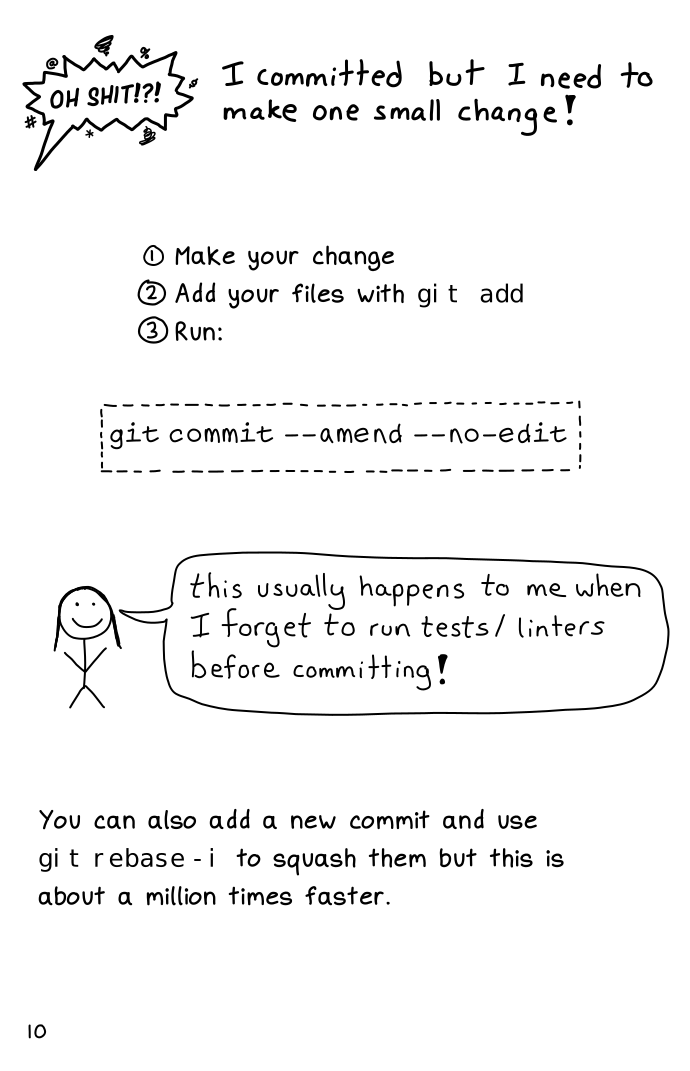 OH SHIT!?!
I committed but I need to
make one small change!
① Make your change
② Add your files with git add
③ Run:
git commit --amend --no-edit
this usually happens to me when
I forget to run tests/linters
before committing!
You can also add a new commit and use
git rebase -i to squash them but this is
about a million times faster.
10